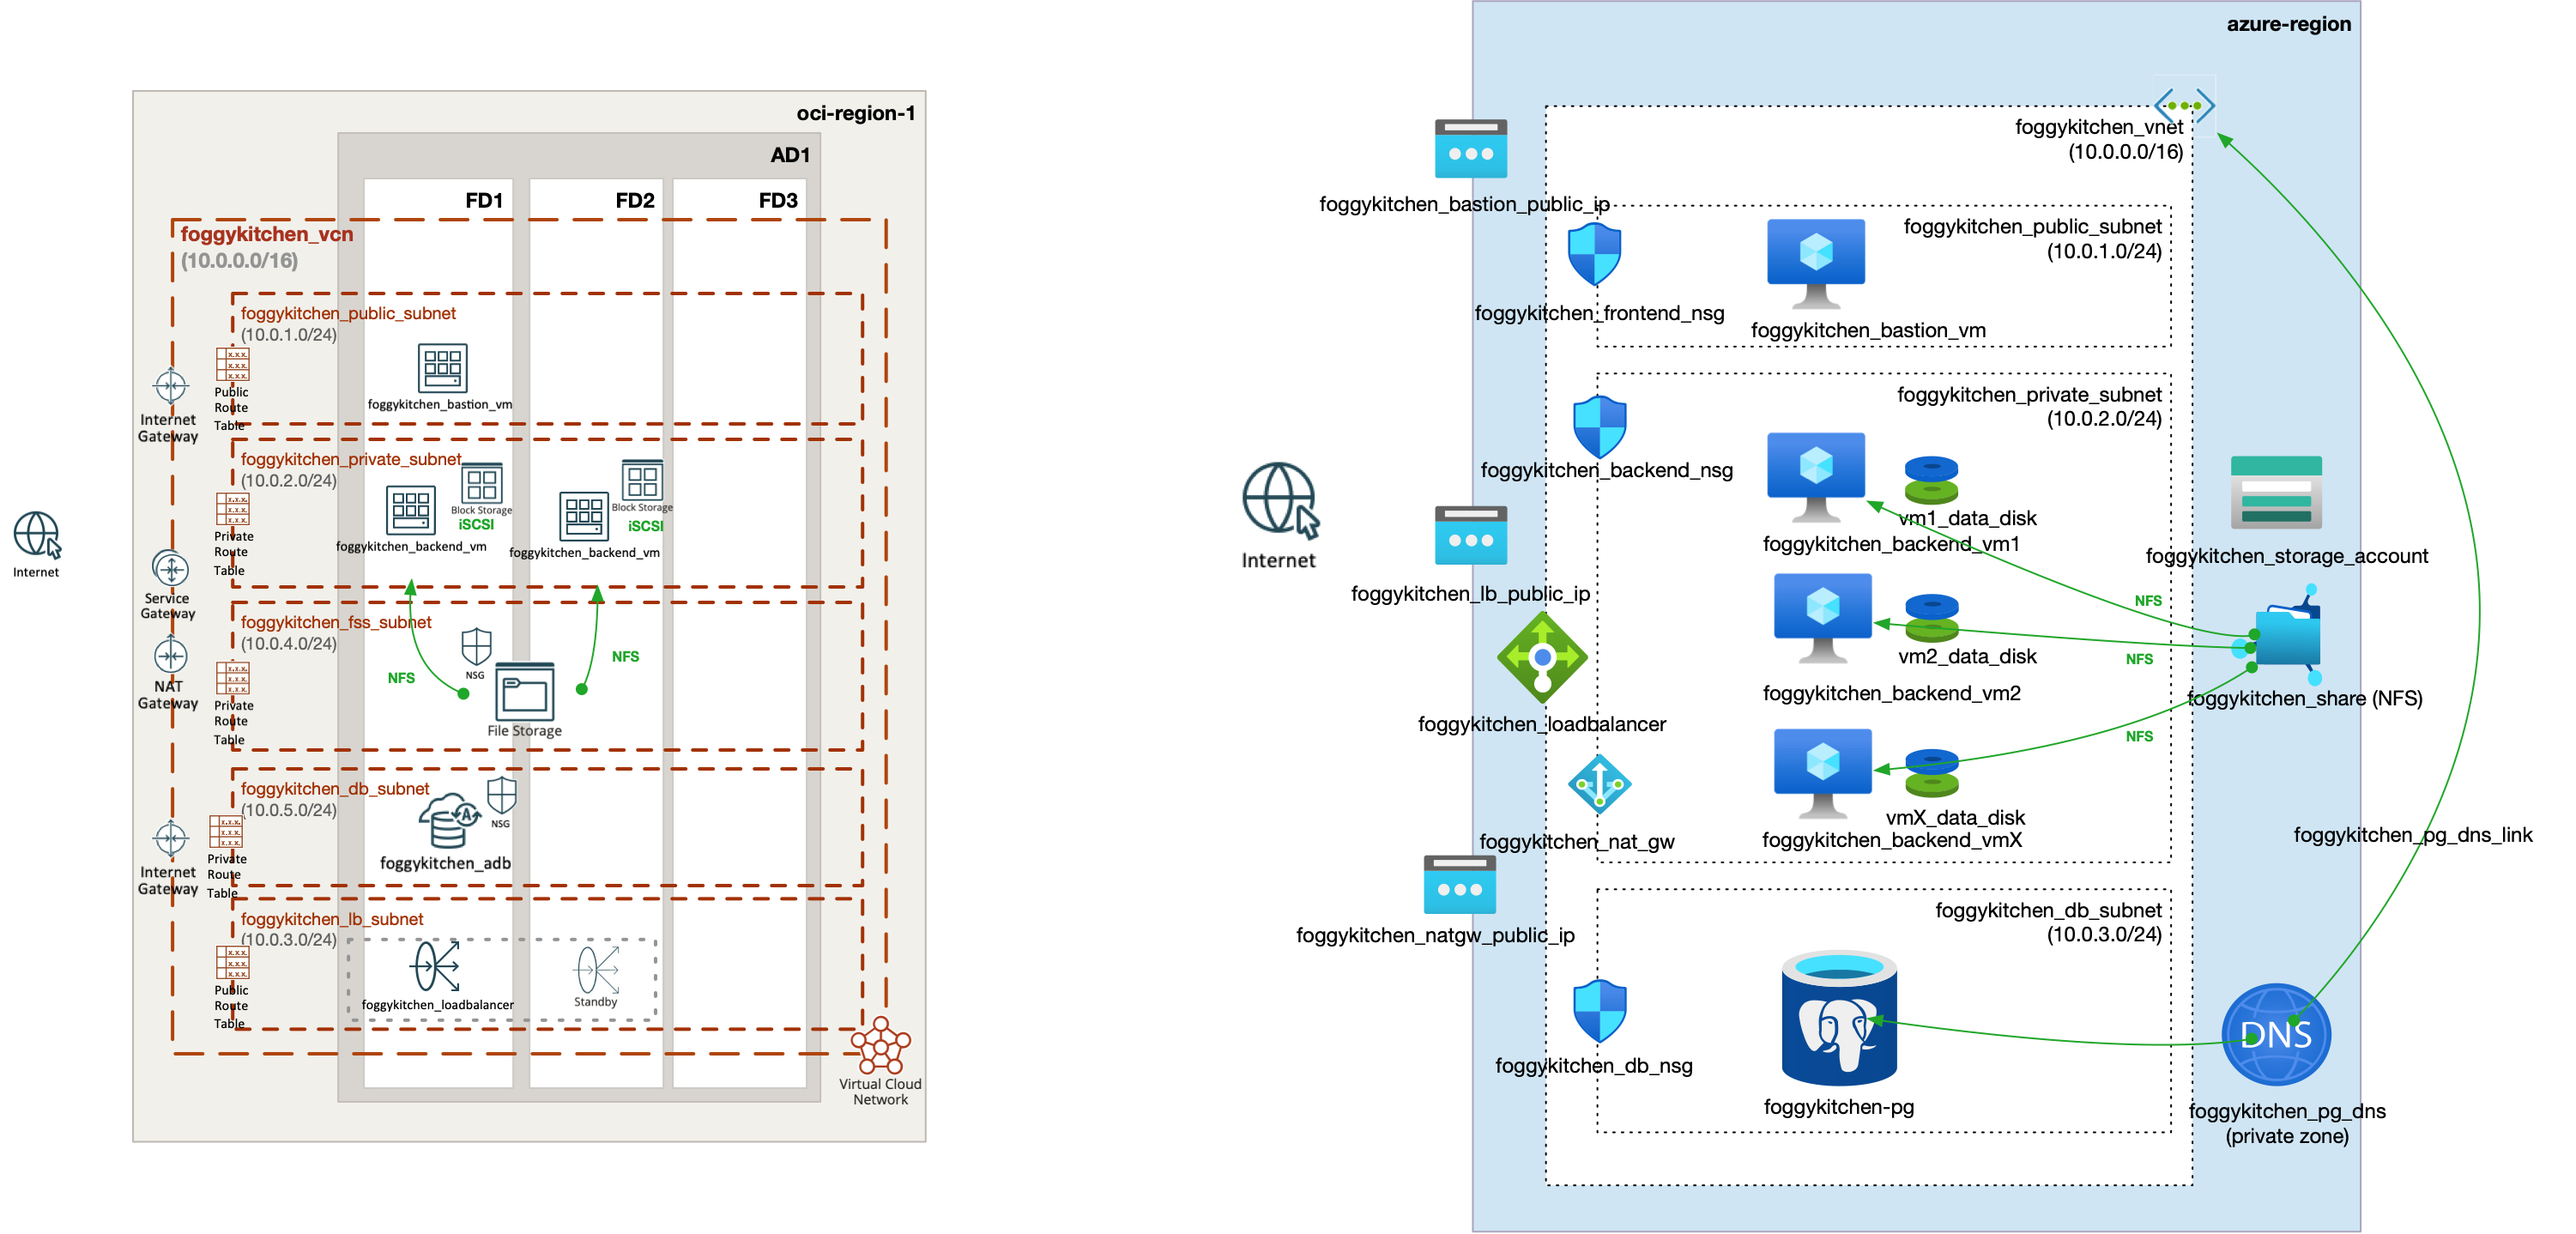 oci-region-1
AD1
FD1
FD2
FD3
foggykitchen_vcn
(10.0.0.0/16)
foggykitchen_public_subnet
(10.0.1.0/24)
x.x.x.
x.x.x.
x.x.x.
Public
Route
Table
Internet
Gateway
foggykitchen_bastion_vm
foggykitchen_private_subnet
(10.0.2.0/24)
x.x.x.
x.x.x.
x.x.x.
Private
Route
Table
Block Storage
iSCSI
foggykitchen_backend_vm
Block Storage
iSCSI
foggykitchen_backend_vm
Internet
Service
Gateway
foggykitchen_fss_subnet
(10.0.4.0/24)
NAT
Gateway
x.x.x.
x.x.x.
x.x.x.
Private
Route
Table
NFS
NSG
NFS
File Storage
foggykitchen_db_subnet
(10.0.5.0/24)
x.x.x.
x.x.x.
x.x.x.
Private
Route
Table
Internet
Gateway
A
NSG
foggykitchen_adb
foggykitchen_lb_subnet
(10.0.3.0/24)
x.x.x.
x.x.x.
x.x.x.
Public
Route
Table
foggykitchen_loadbalancer
Standby
Virtual Cloud
Network
azure-region
foggykitchen_vnet
(10.0.0.0/16)
foggykitchen_bastion_public_ip
foggykitchen_public_subnet
(10.0.1.0/24)
foggykitchen_frontend_nsg
foggykitchen_bastion_vm
foggykitchen_private_subnet
(10.0.2.0/24)
foggykitchen_backend_nsg
vm1_data_disk
foggykitchen_backend_vm1
Internet
foggykitchen_lb_public_ip
foggykitchen_storage_account
NFS
vm2_data_disk
NFS
foggykitchen_backend_vm2
foggykitchen_share (NFS)
foggykitchen_loadbalancer
NFS
vmX_data_disk
foggykitchen_backend_vmX
foggykitchen_nat_gw
foggykitchen_pg_dns_link
foggykitchen_natgw_public_ip
foggykitchen_db_subnet
(10.0.3.0/24)
foggykitchen_db_nsg
foggykitchen-pg
DNS
foggykitchen_pg_dns
(private zone)